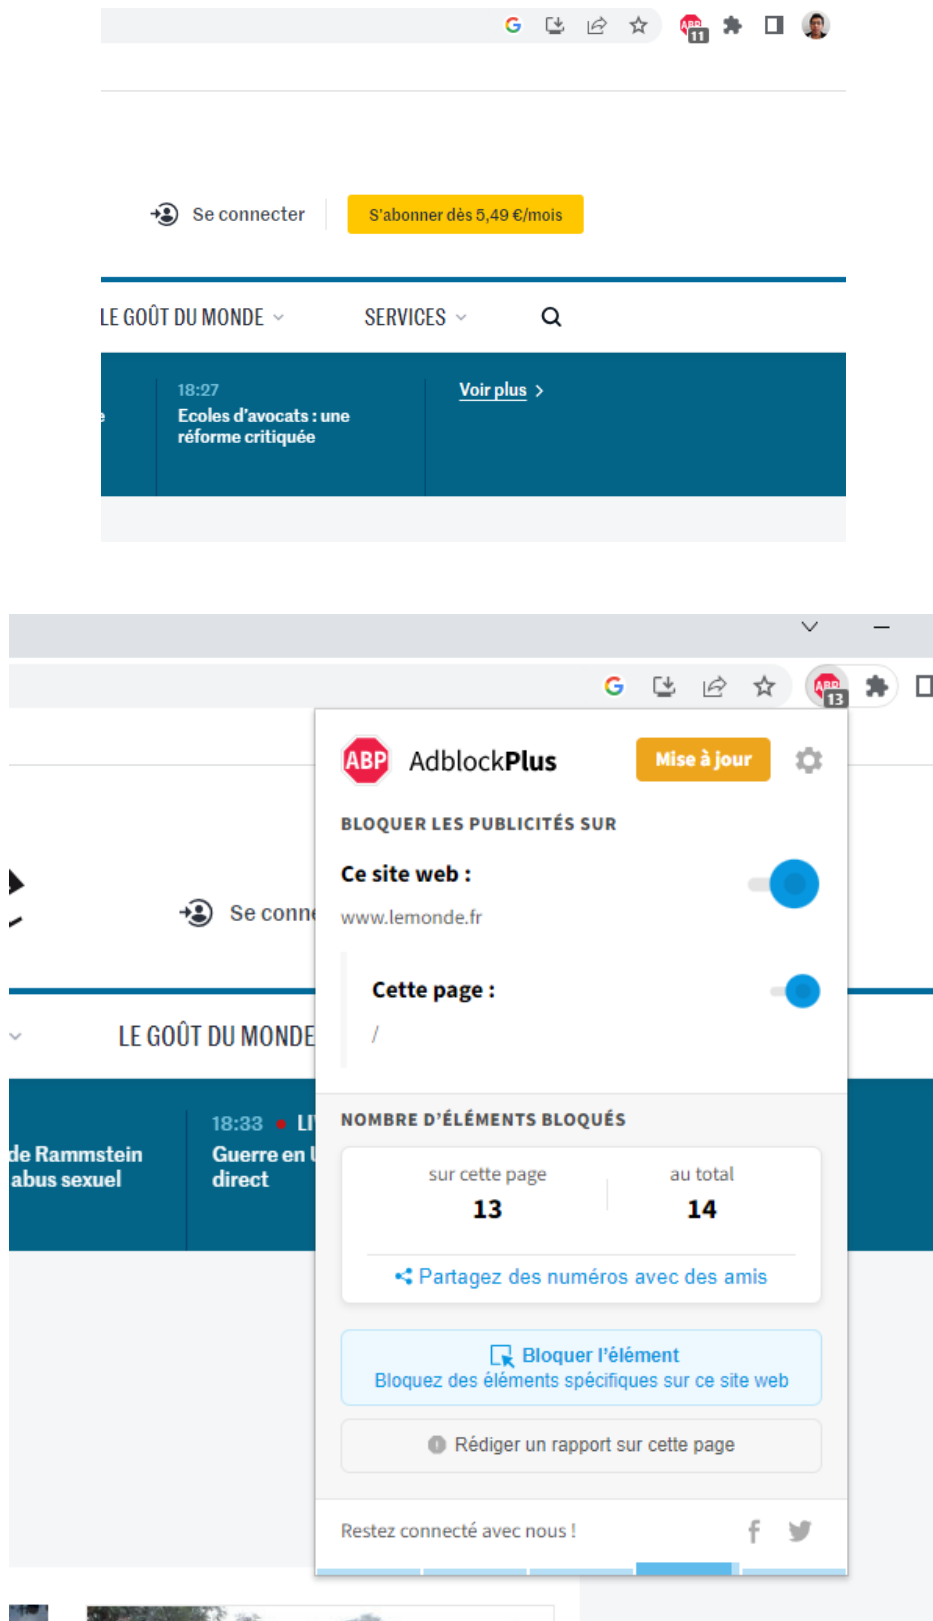 ABP
11
Se connecter
S'abonner dès 5,49 €/mois
LE GOÛT DU MONDE
SERVICES
e
18:27
Voir plus >
Ecoles d'avocats : une
réforme critiquée
ABP
13
ABP
AdblockPlus
Mise à jour
BLOQUER LES PUBLICITÉS SUR
Ce site web :
www.lemonde.fr
Se conne
Cette page :
/
LE GOÛT DU MONDE
18:33 • LI
de Rammstein
abus sexuel
Guerre en U
direct
NOMBRE D'ÉLÉMENTS BLOQUÉS
sur cette page
13
au total
14
Partagez des numéros avec des amis
Bloquer l'élément
Bloquez des éléments spécifiques sur ce site web
Rédiger un rapport sur cette page
Restez connecté avec nous !